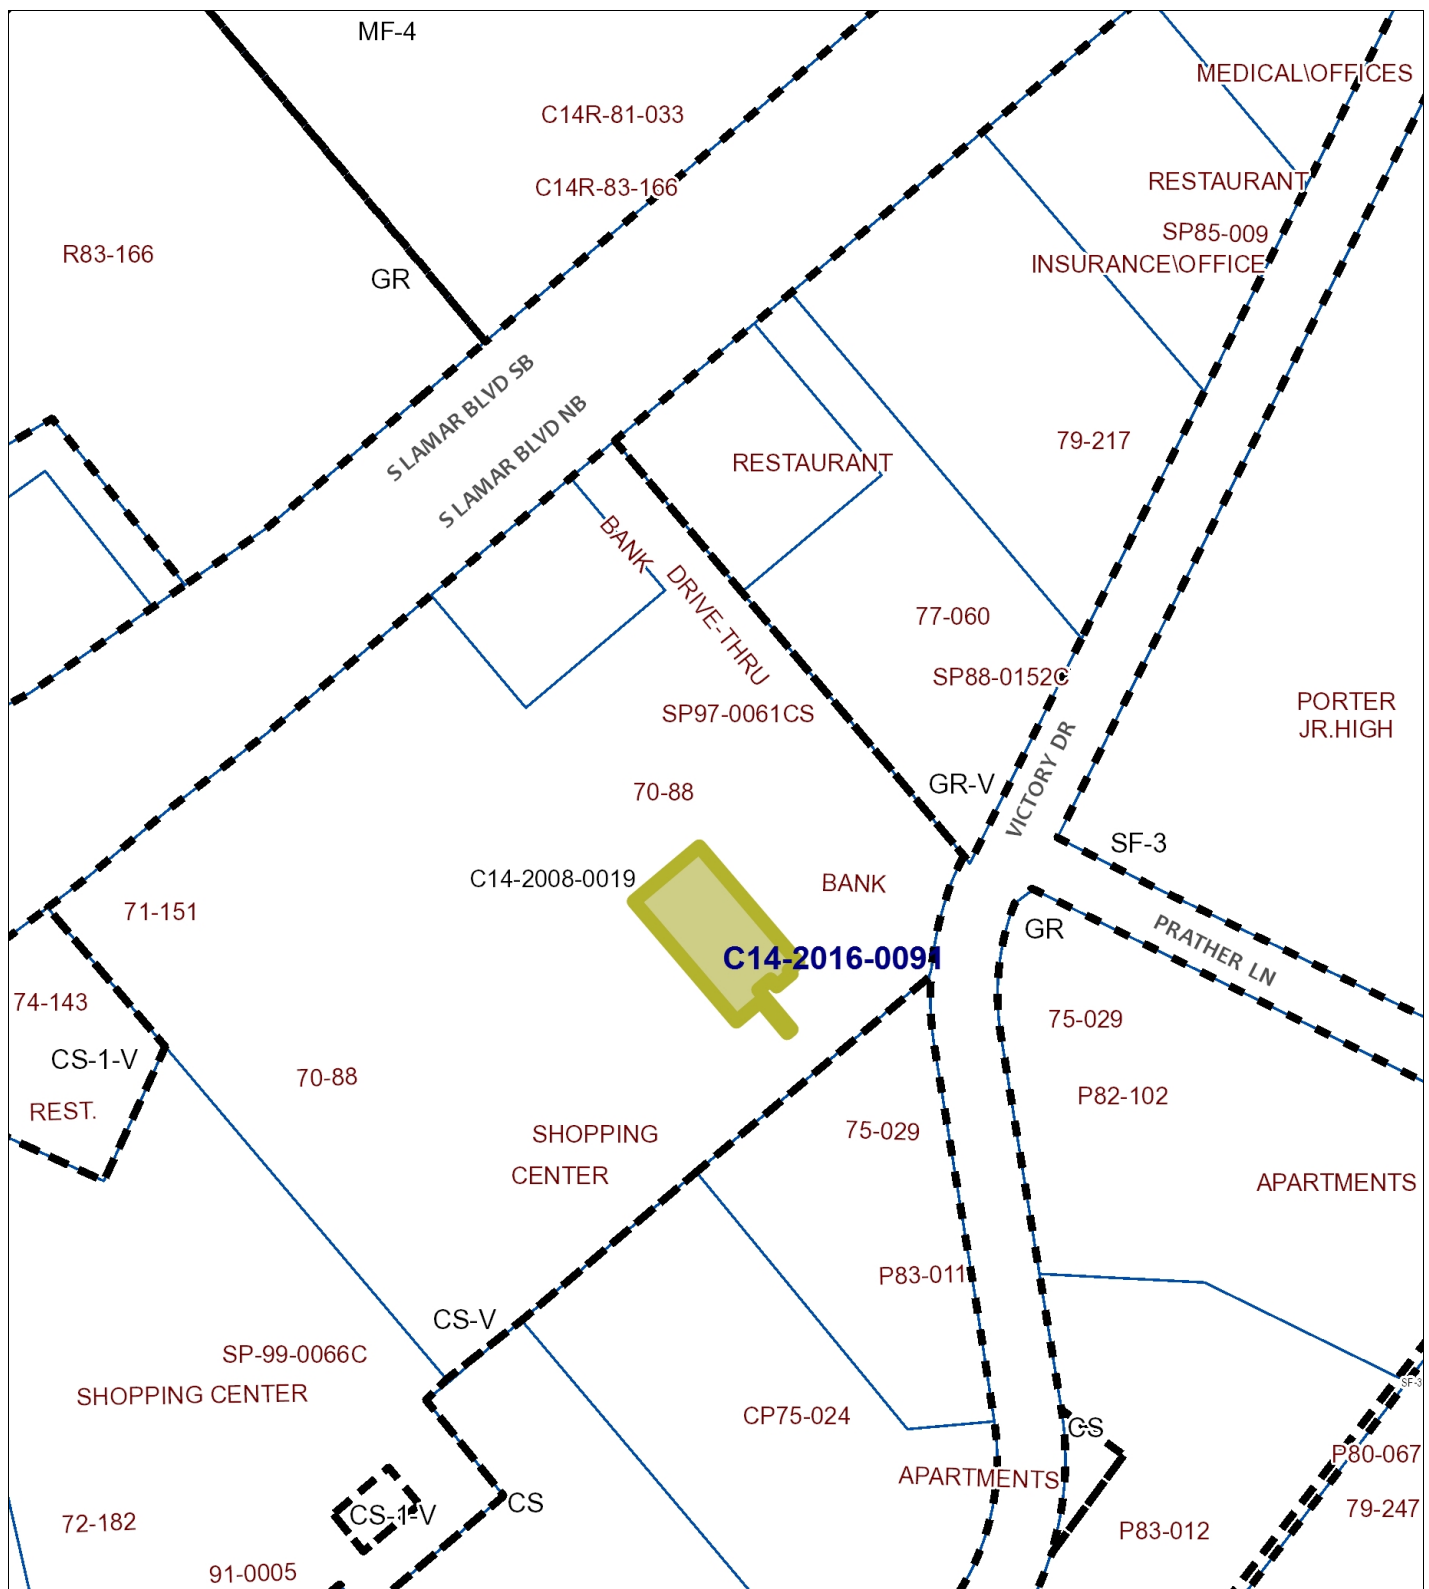 MF-4
MEDICAL\OFFICES
C14R-81-033
C14R-83-166
RESTAURANT
SP85-009
R83-166
INSURANCE\OFFICE
GR
S LAMAR BLVD SB
S LAMAR BLVD NB
79-217
RESTAURANT
BANK
DRIVE-THRU
77-060
SP88-0152C
PORTER
JR.HIGH
SP97-0061CS
VICTORY DR
70-88
GR-V
SF-3
C14-2008-0019
BANK
71-151
GR
PRATHER LN
C14-2016-0091
74-143
75-029
CS-1-V
70-88
P82-102
REST.
75-029
SHOPPING
CENTER
APARTMENTS
P83-011
CS-V
SP-99-0066C
SHOPPING CENTER
SF-3
CP75-024
CS
P80-067
APARTMENTS
CS
CS-1-V
79-247
72-182
P83-012
91-0005